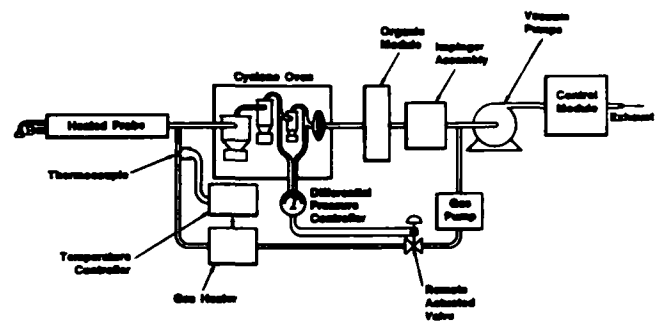 Organic
Module
Impinger
Assembly
Vacuum
Pumps
Cyclone Oven
Heated Probe
Control
Module
Exhaust
Thermocouple
Differential
Pressure
Controller
Gas
Pump
Temperature
Controller
Gas Heater
Remote
Actuated
Valve